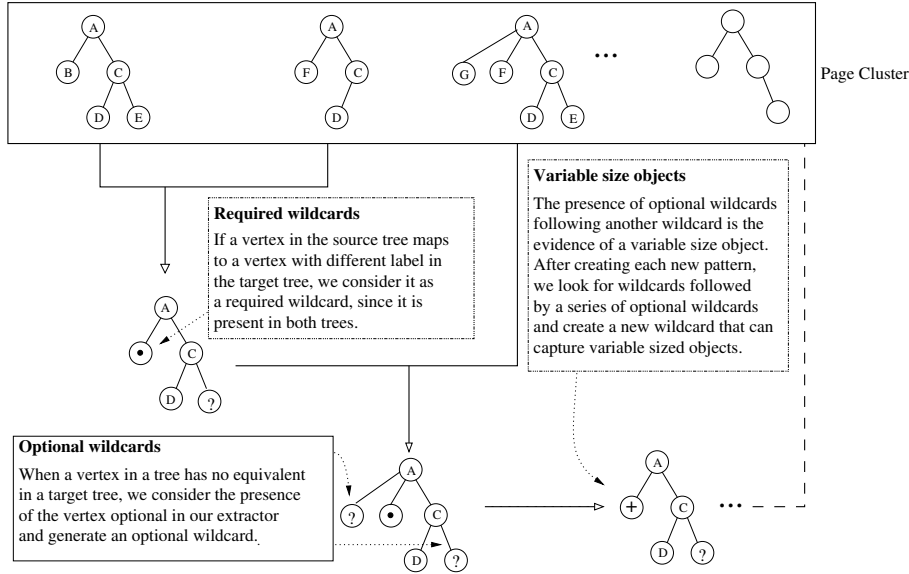 A A A
B C F C G F C
D E D D E
...
Page Cluster
Variable size objects
The presence of optional wildcards
following another wildcard is the
evidence of a variable size object.
After creating each new pattern,
we look for wildcards followed
by a series of optional wildcards
and create a new wildcard that can
capture variable sized objects.
Required wildcards
If a vertex in the source tree maps
to a vertex with different label in
the target tree, we consider it as
a required wildcard, since it is
present in both trees.
A
• C
D ?
Optional wildcards
When a vertex in a tree has no equivalent
in a target tree, we consider the presence
of the vertex optional in our extractor
and generate an optional wildcard.
A
? • C
D ?
A
+ C
D ?
...